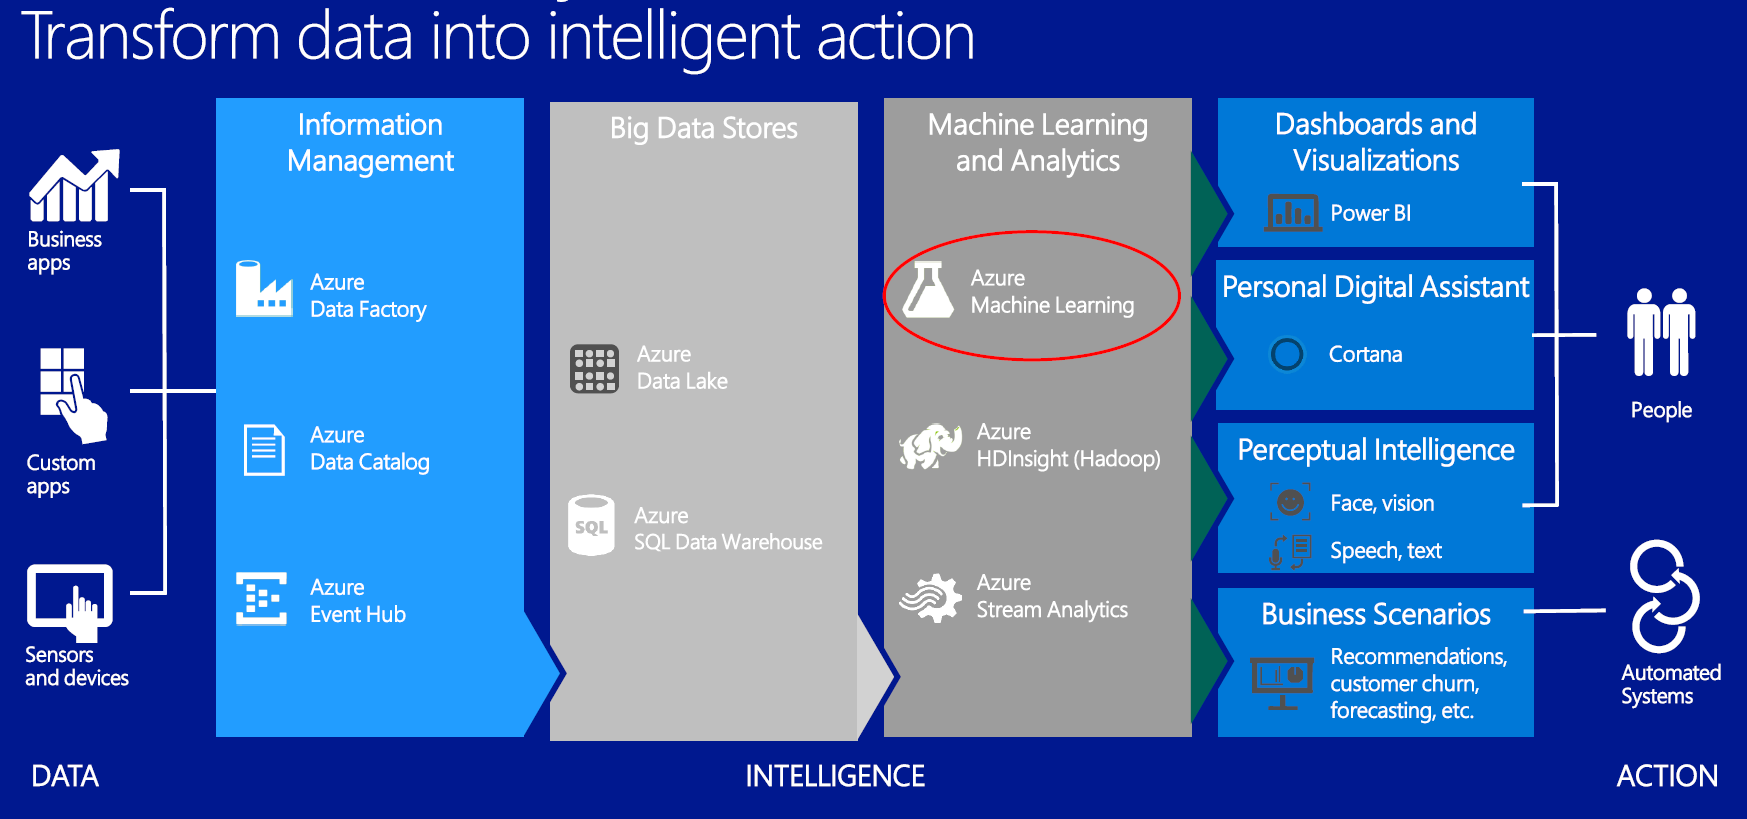 Transform data into intelligent action
Business
apps
Custom
apps
Sensors
and devices
Information
Management
Azure
Data Factory
Azure
Data Catalog
Azure
Event Hub
Big Data Stores
Azure
Data Lake
SQL
Azure
SQL Data Warehouse
Machine Learning
and Analytics
Azure
Machine Learning
Azure
HDInsight (Hadoop)
Azure
Stream Analytics
Dashboards and
Visualizations
Power BI
Personal Digital Assistant
Cortana
Perceptual Intelligence
Face, vision
Speech, text
Business Scenarios
Recommendations,
customer churn,
forecasting, etc.
People
Automated
Systems
DATA
INTELLIGENCE
ACTION